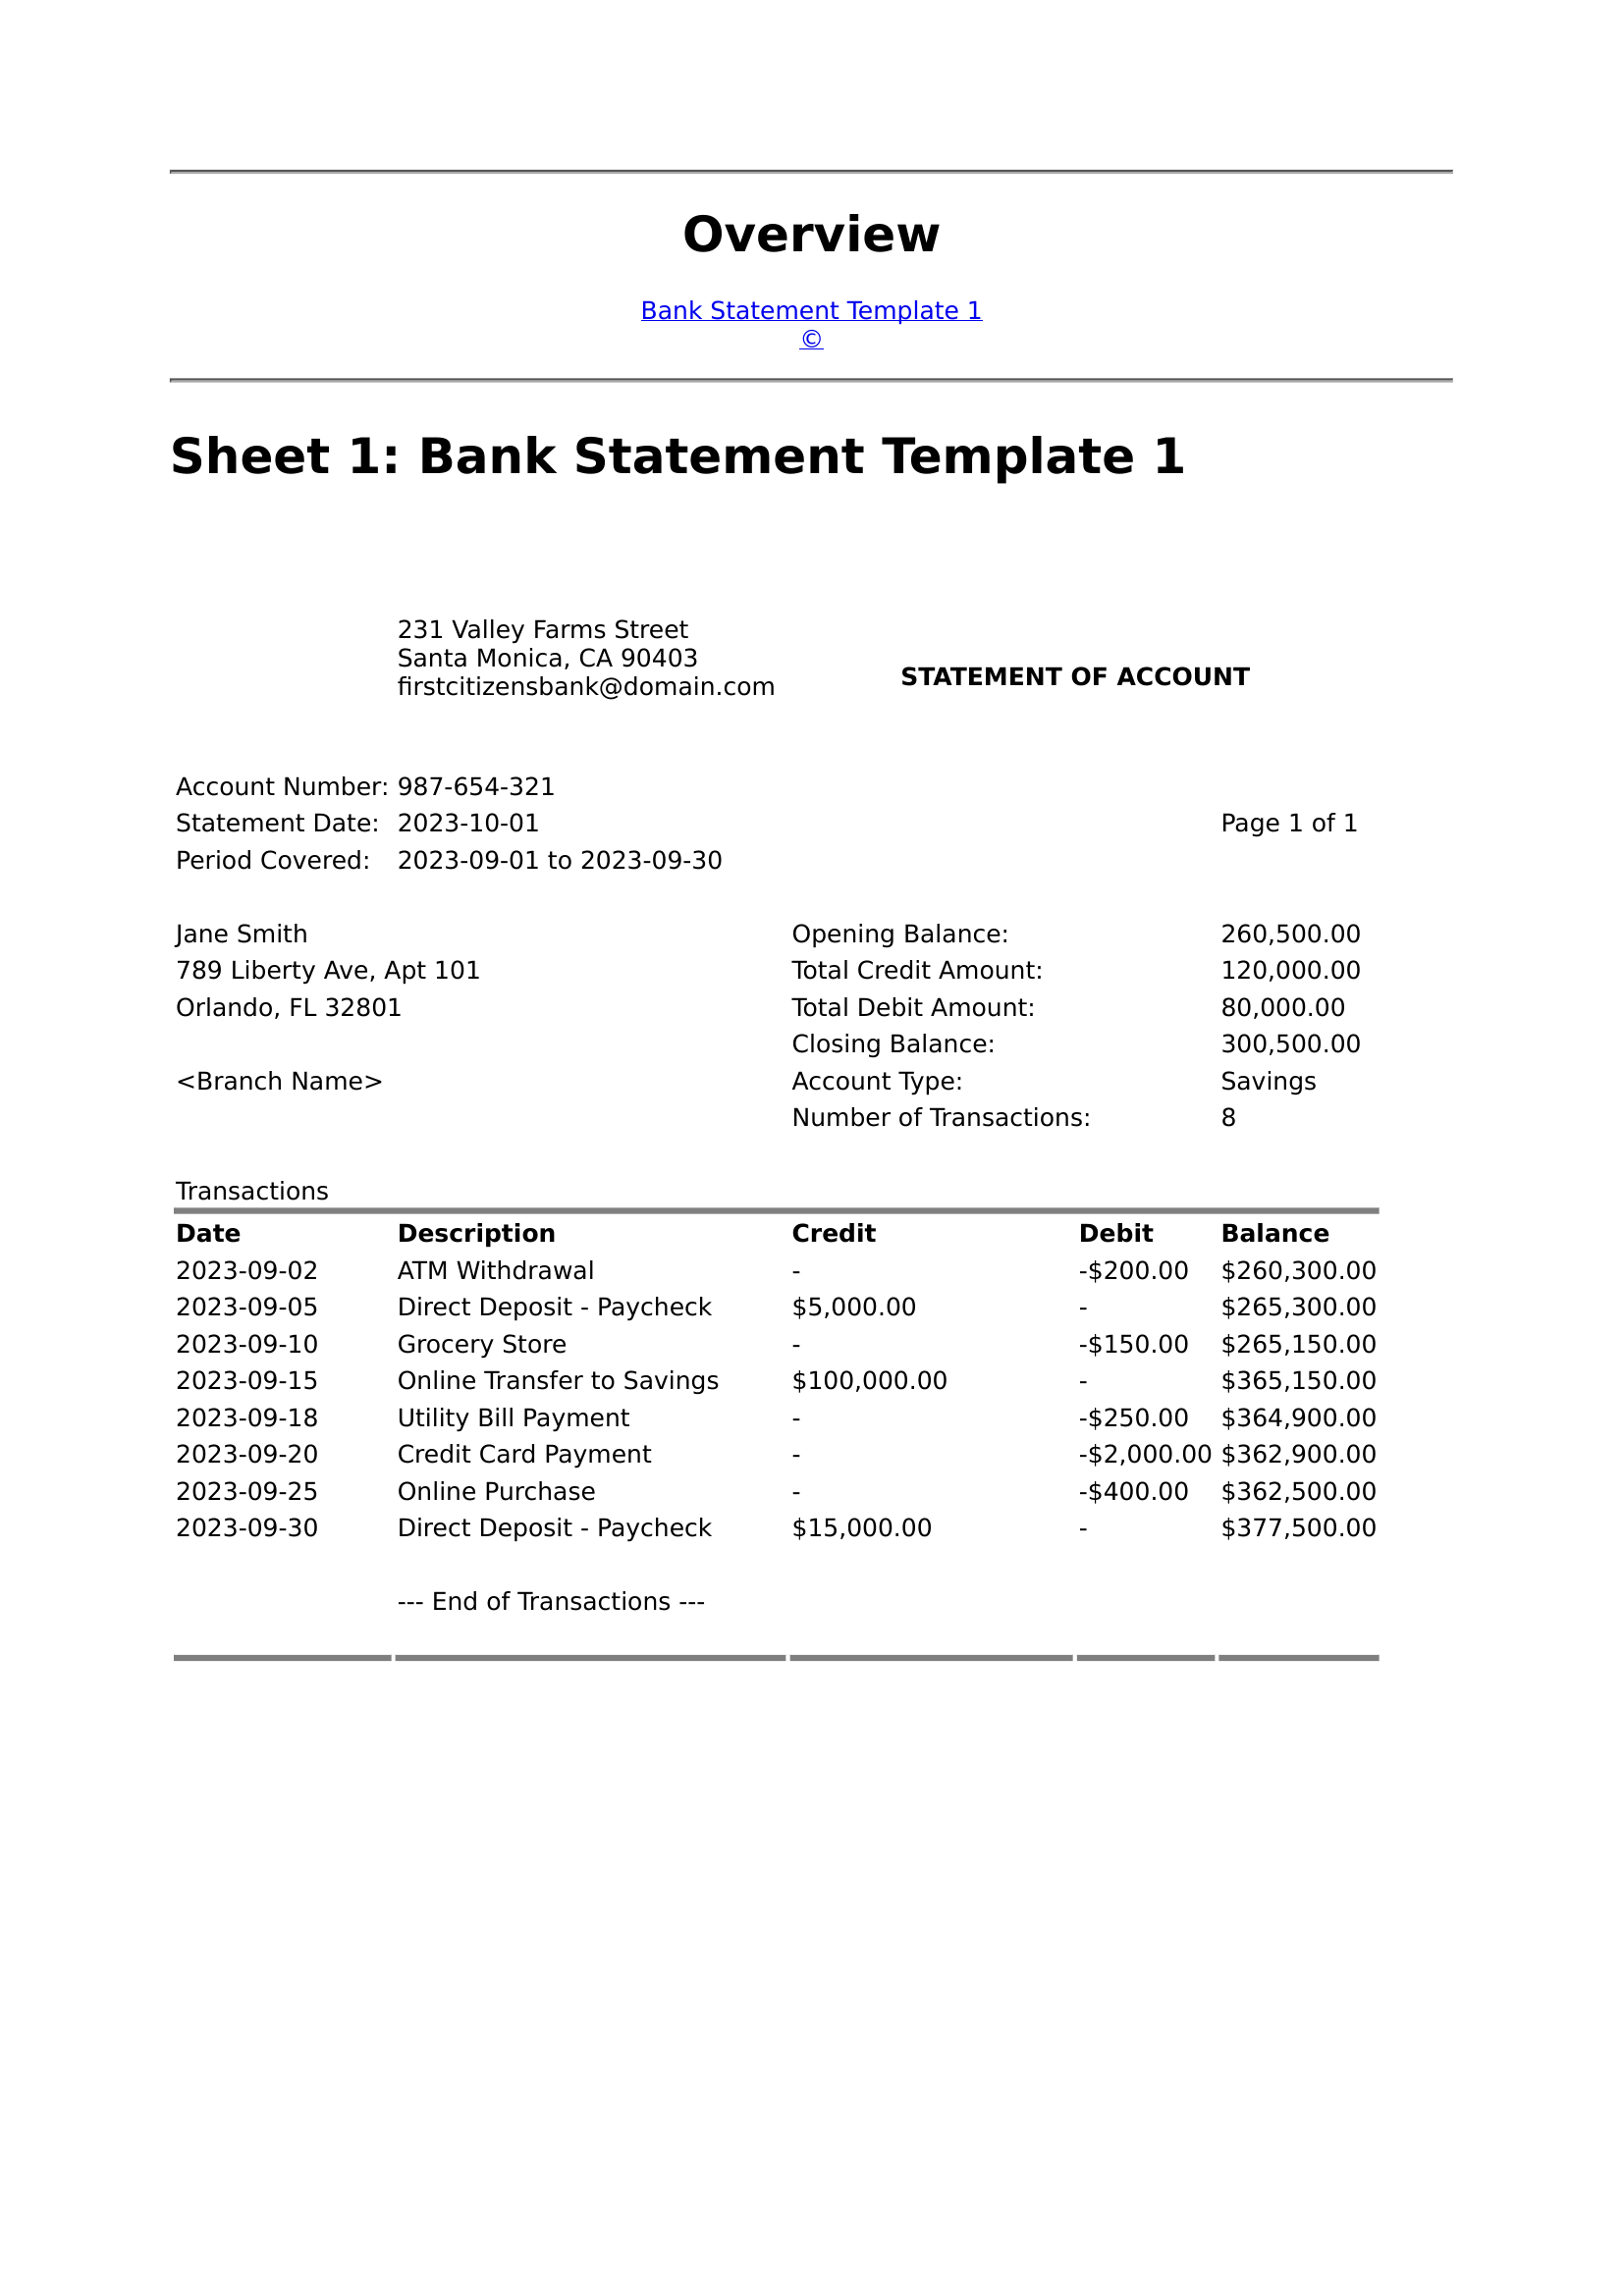 Overview
Bank Statement Template 1
©
Sheet 1: Bank Statement Template 1
231 Valley Farms Street
Santa Monica, CA 90403
firstcitizensbank@domain.com
STATEMENT OF ACCOUNT
Account Number: 987-654-321
Statement Date: 2023-10-01 Page 1 of 1
Period Covered: 2023-09-01 to 2023-09-30
Jane Smith Opening Balance: 260,500.00
789 Liberty Ave, Apt 101 Total Credit Amount: 120,000.00
Orlando, FL 32801 Total Debit Amount: 80,000.00
Closing Balance: 300,500.00
<Branch Name> Account Type: Savings
Number of Transactions: 8
Transactions
Date Description Credit Debit Balance
2023-09-02 ATM Withdrawal - -$200.00 $260,300.00
2023-09-05 Direct Deposit - Paycheck $5,000.00 - $265,300.00
2023-09-10 Grocery Store - -$150.00 $265,150.00
2023-09-15 Online Transfer to Savings $100,000.00 - $365,150.00
2023-09-18 Utility Bill Payment - -$250.00 $364,900.00
2023-09-20 Credit Card Payment - -$2,000.00 $362,900.00
2023-09-25 Online Purchase - -$400.00 $362,500.00
2023-09-30 Direct Deposit - Paycheck $15,000.00 - $377,500.00
--- End of Transactions ---